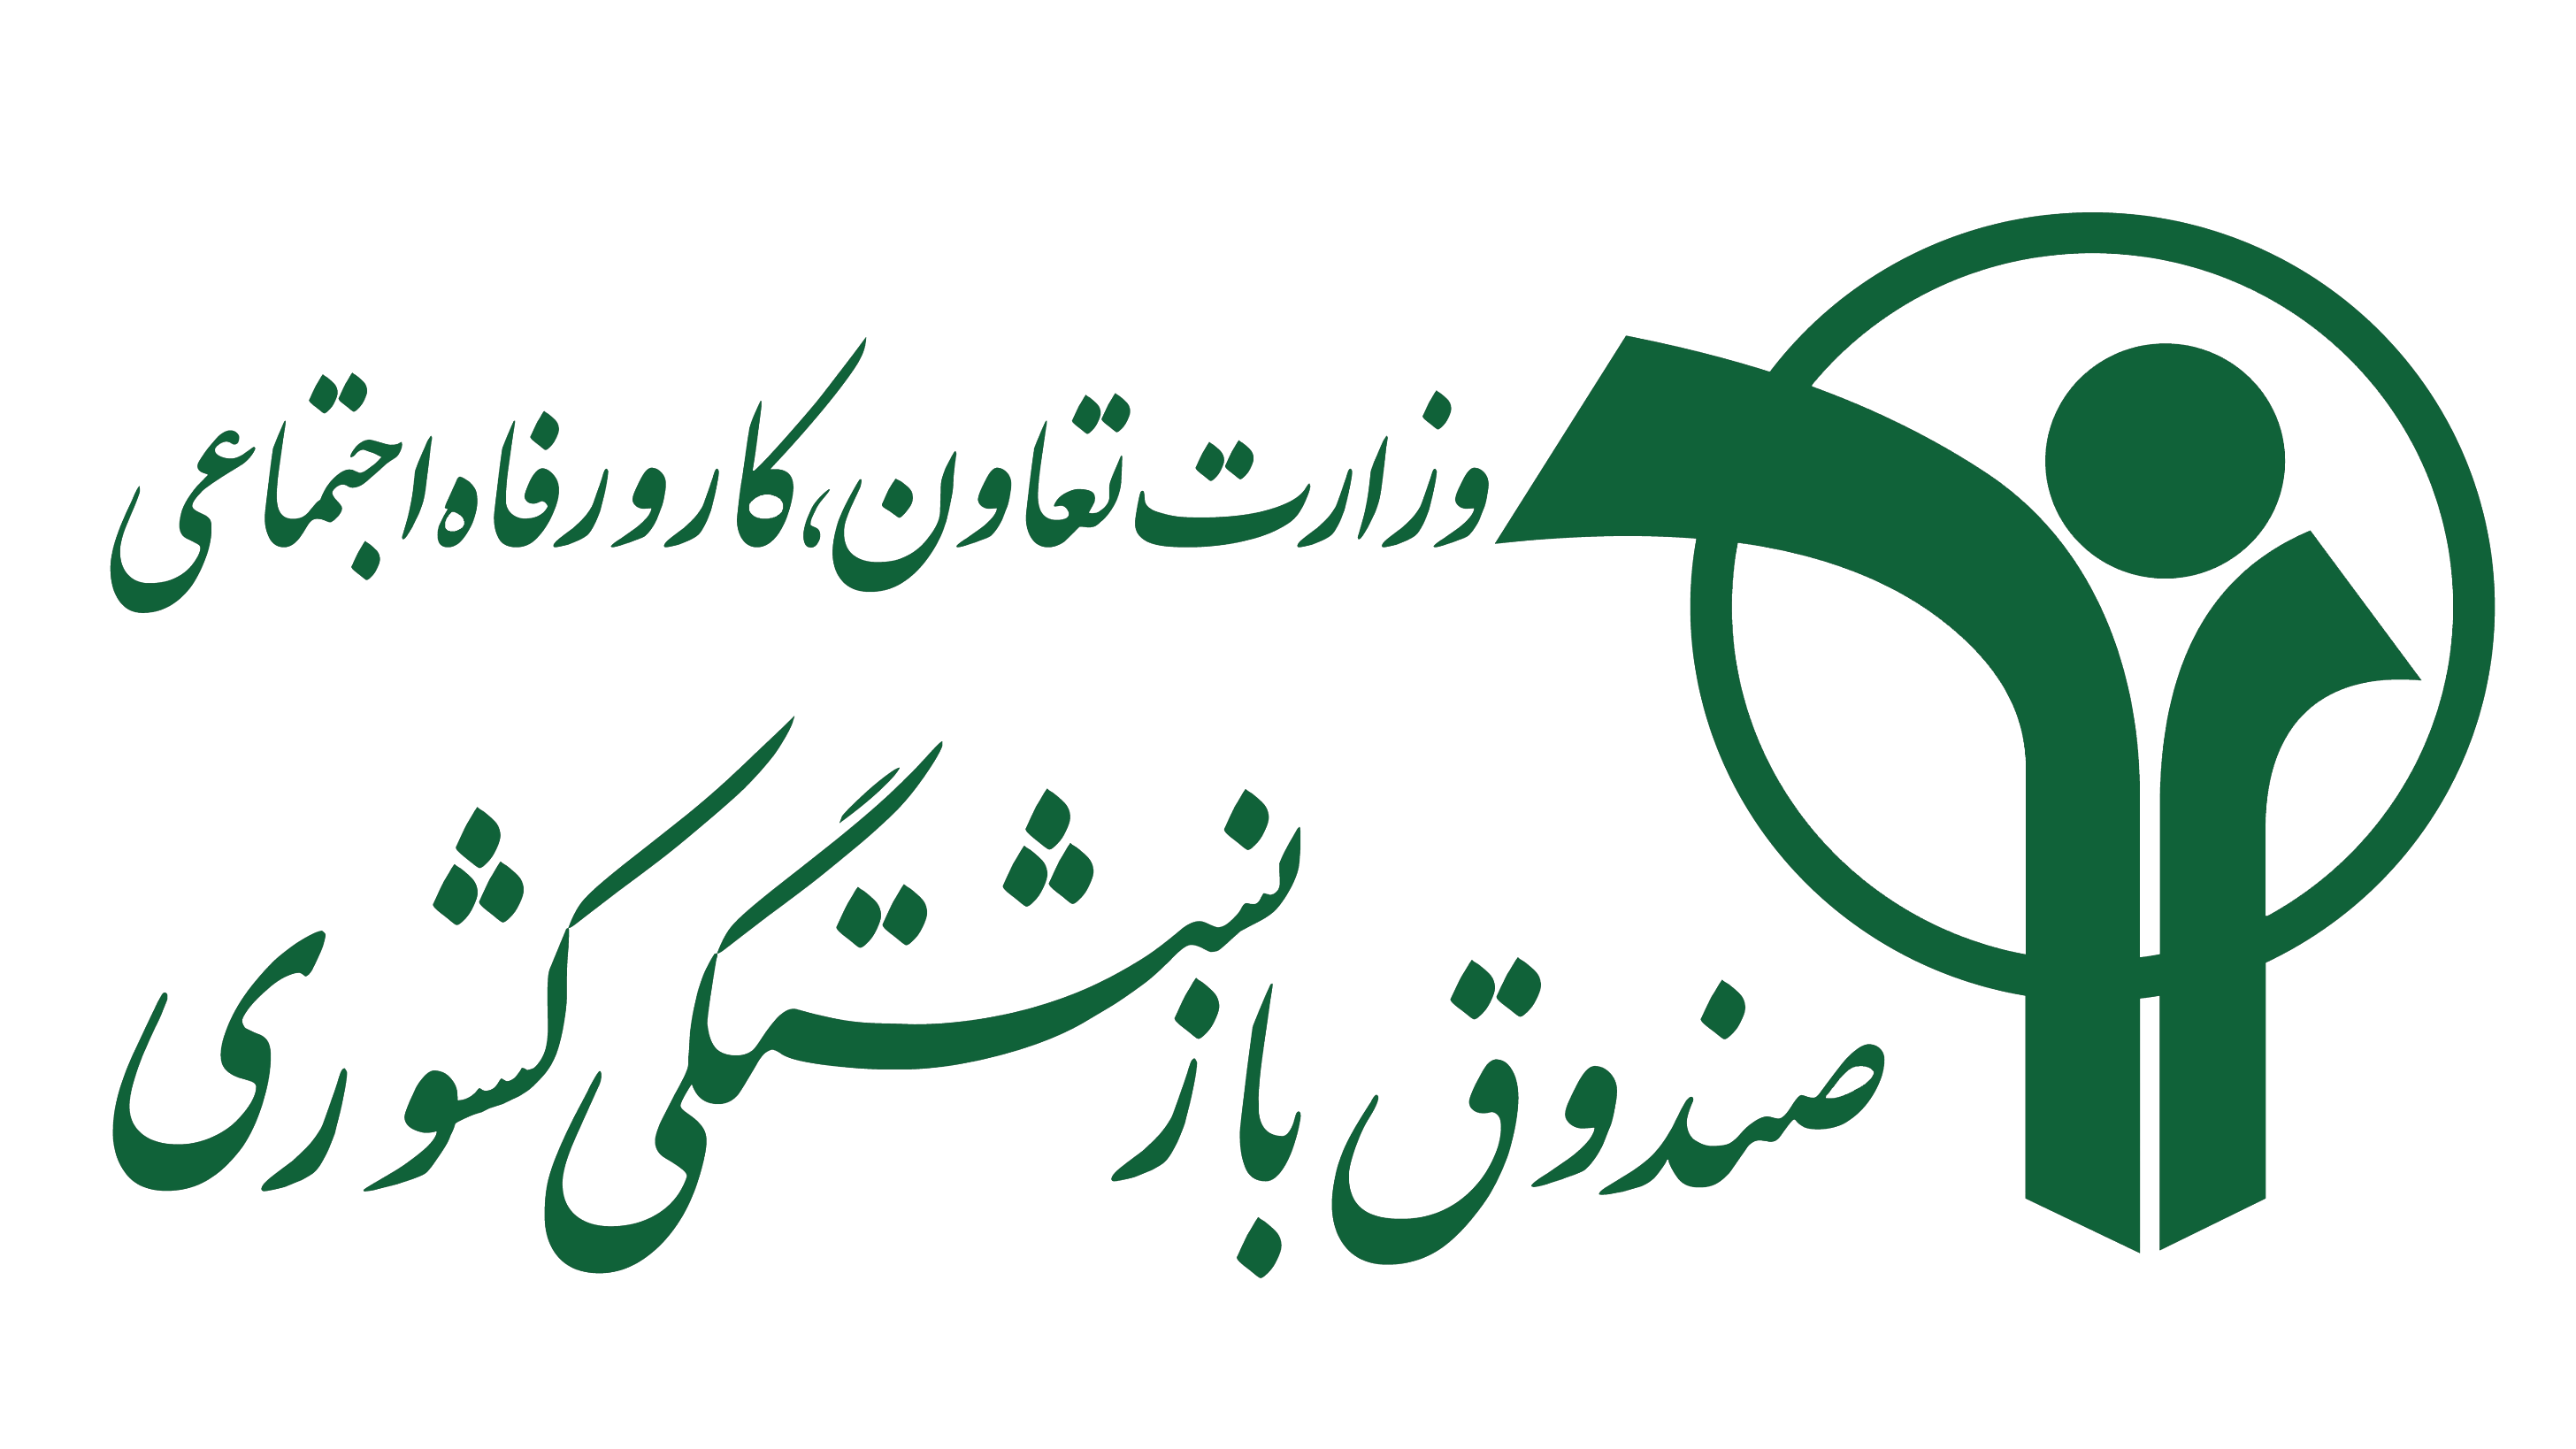 وزارت تعاون، کار و رفاه اجتماعی
صندوق بازنشستگی کشوری